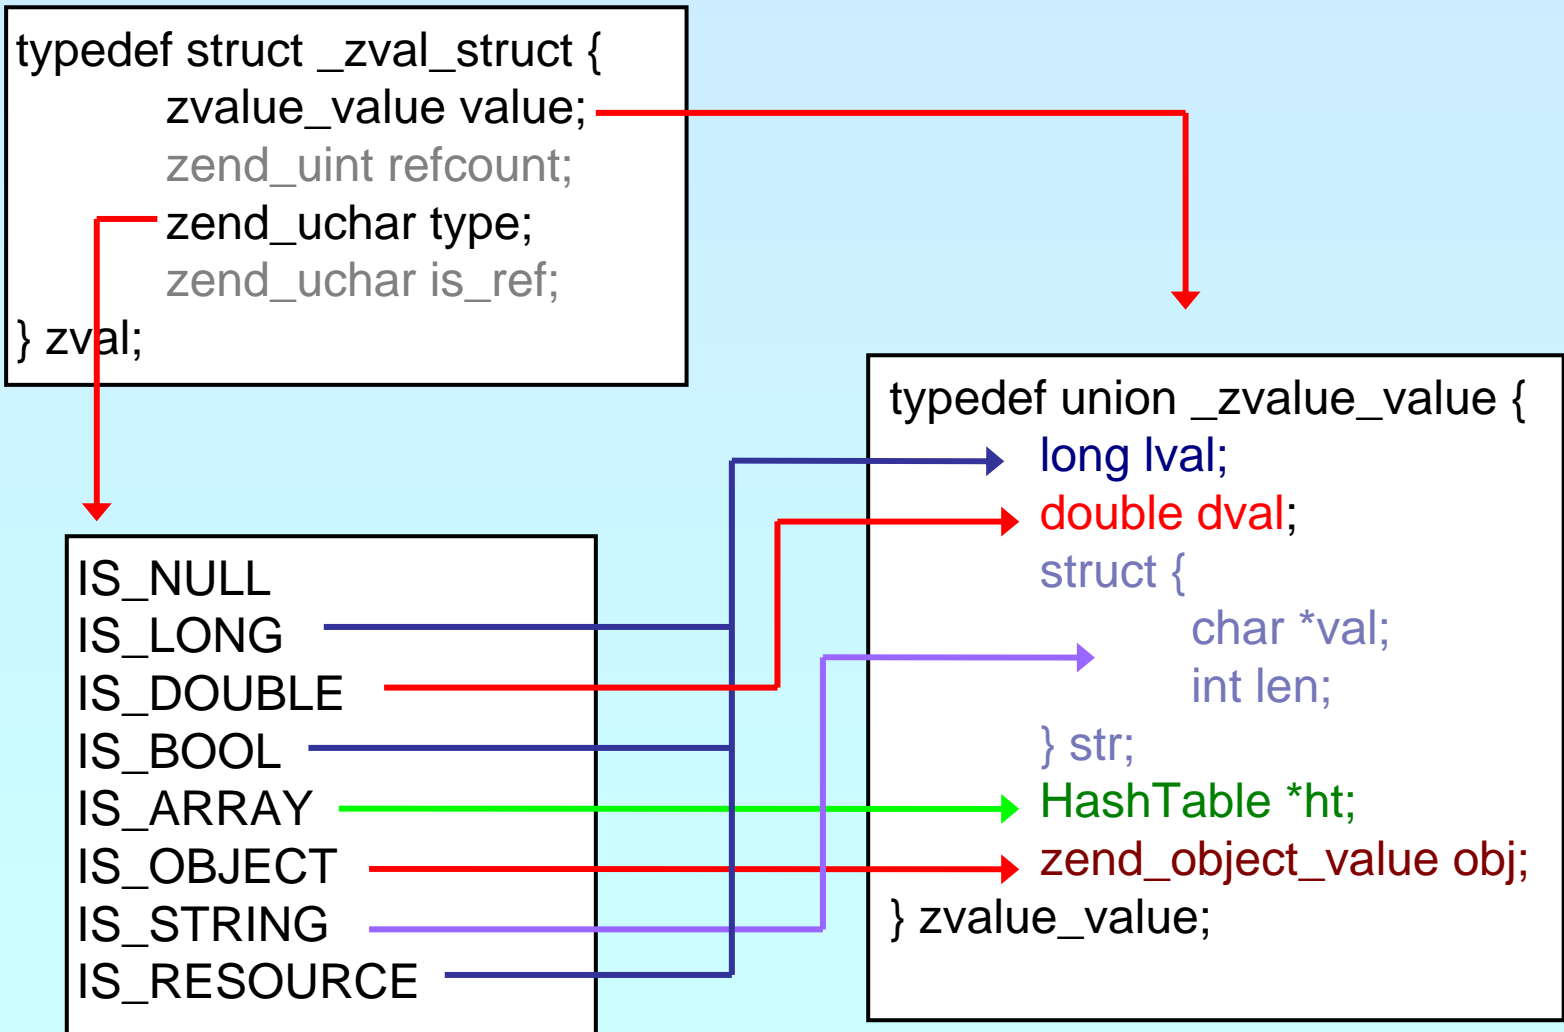 typedef struct _zval_struct {
zvalue_value value;
zend_uint refcount;
zend_uchar type;
zend_uchar is_ref;
} zval;
IS_NULL
IS_LONG
IS_DOUBLE
IS_BOOL
IS_ARRAY
IS_OBJECT
IS_STRING
IS_RESOURCE
typedef union _zvalue_value {
long lval;
double dval;
struct {
char *val;
int len;
} str;
HashTable *ht;
zend_object_value obj;
} zvalue_value;